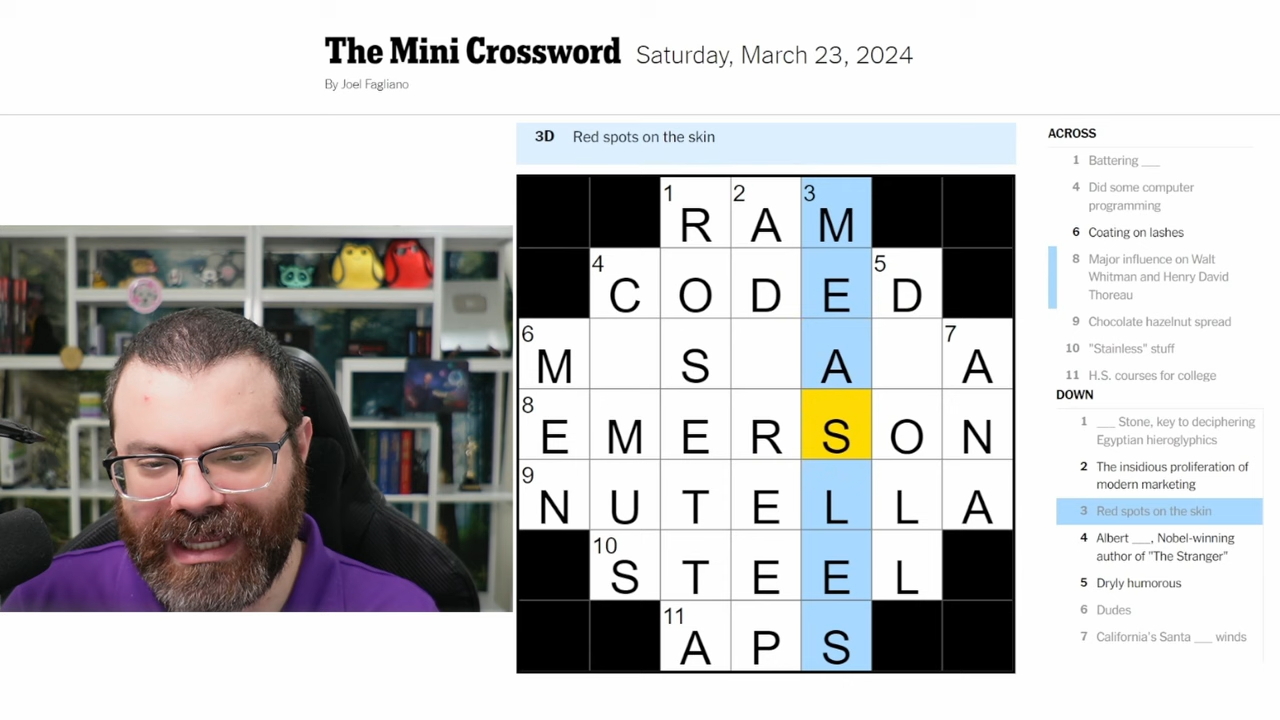 The Mini Crossword Saturday, March 23, 2024
By Joel Fagliano
3D Red spots on the skin
1 R 2 A 3 M
4 C O D E 5 D
6 M S A 7 A
8 E M E R S O N
9 N U T E L L A
10 S T E E L
11 A P S
ACROSS
1 Battering ___
4 Did some computer
programming
6 Coating on lashes
8 Major influence on Walt
Whitman and Henry David
Thoreau
9 Chocolate hazelnut spread
10 "Stainless" stuff
11 H.S. courses for college
DOWN
1 ___ Stone, key to deciphering
Egyptian hieroglyphics
2 The insidious proliferation of
modern marketing
3 Red spots on the skin
4 Albert ___, Nobel-winning
author of "The Stranger"
5 Dryly humorous
6 Dudes
7 California's Santa ___ winds